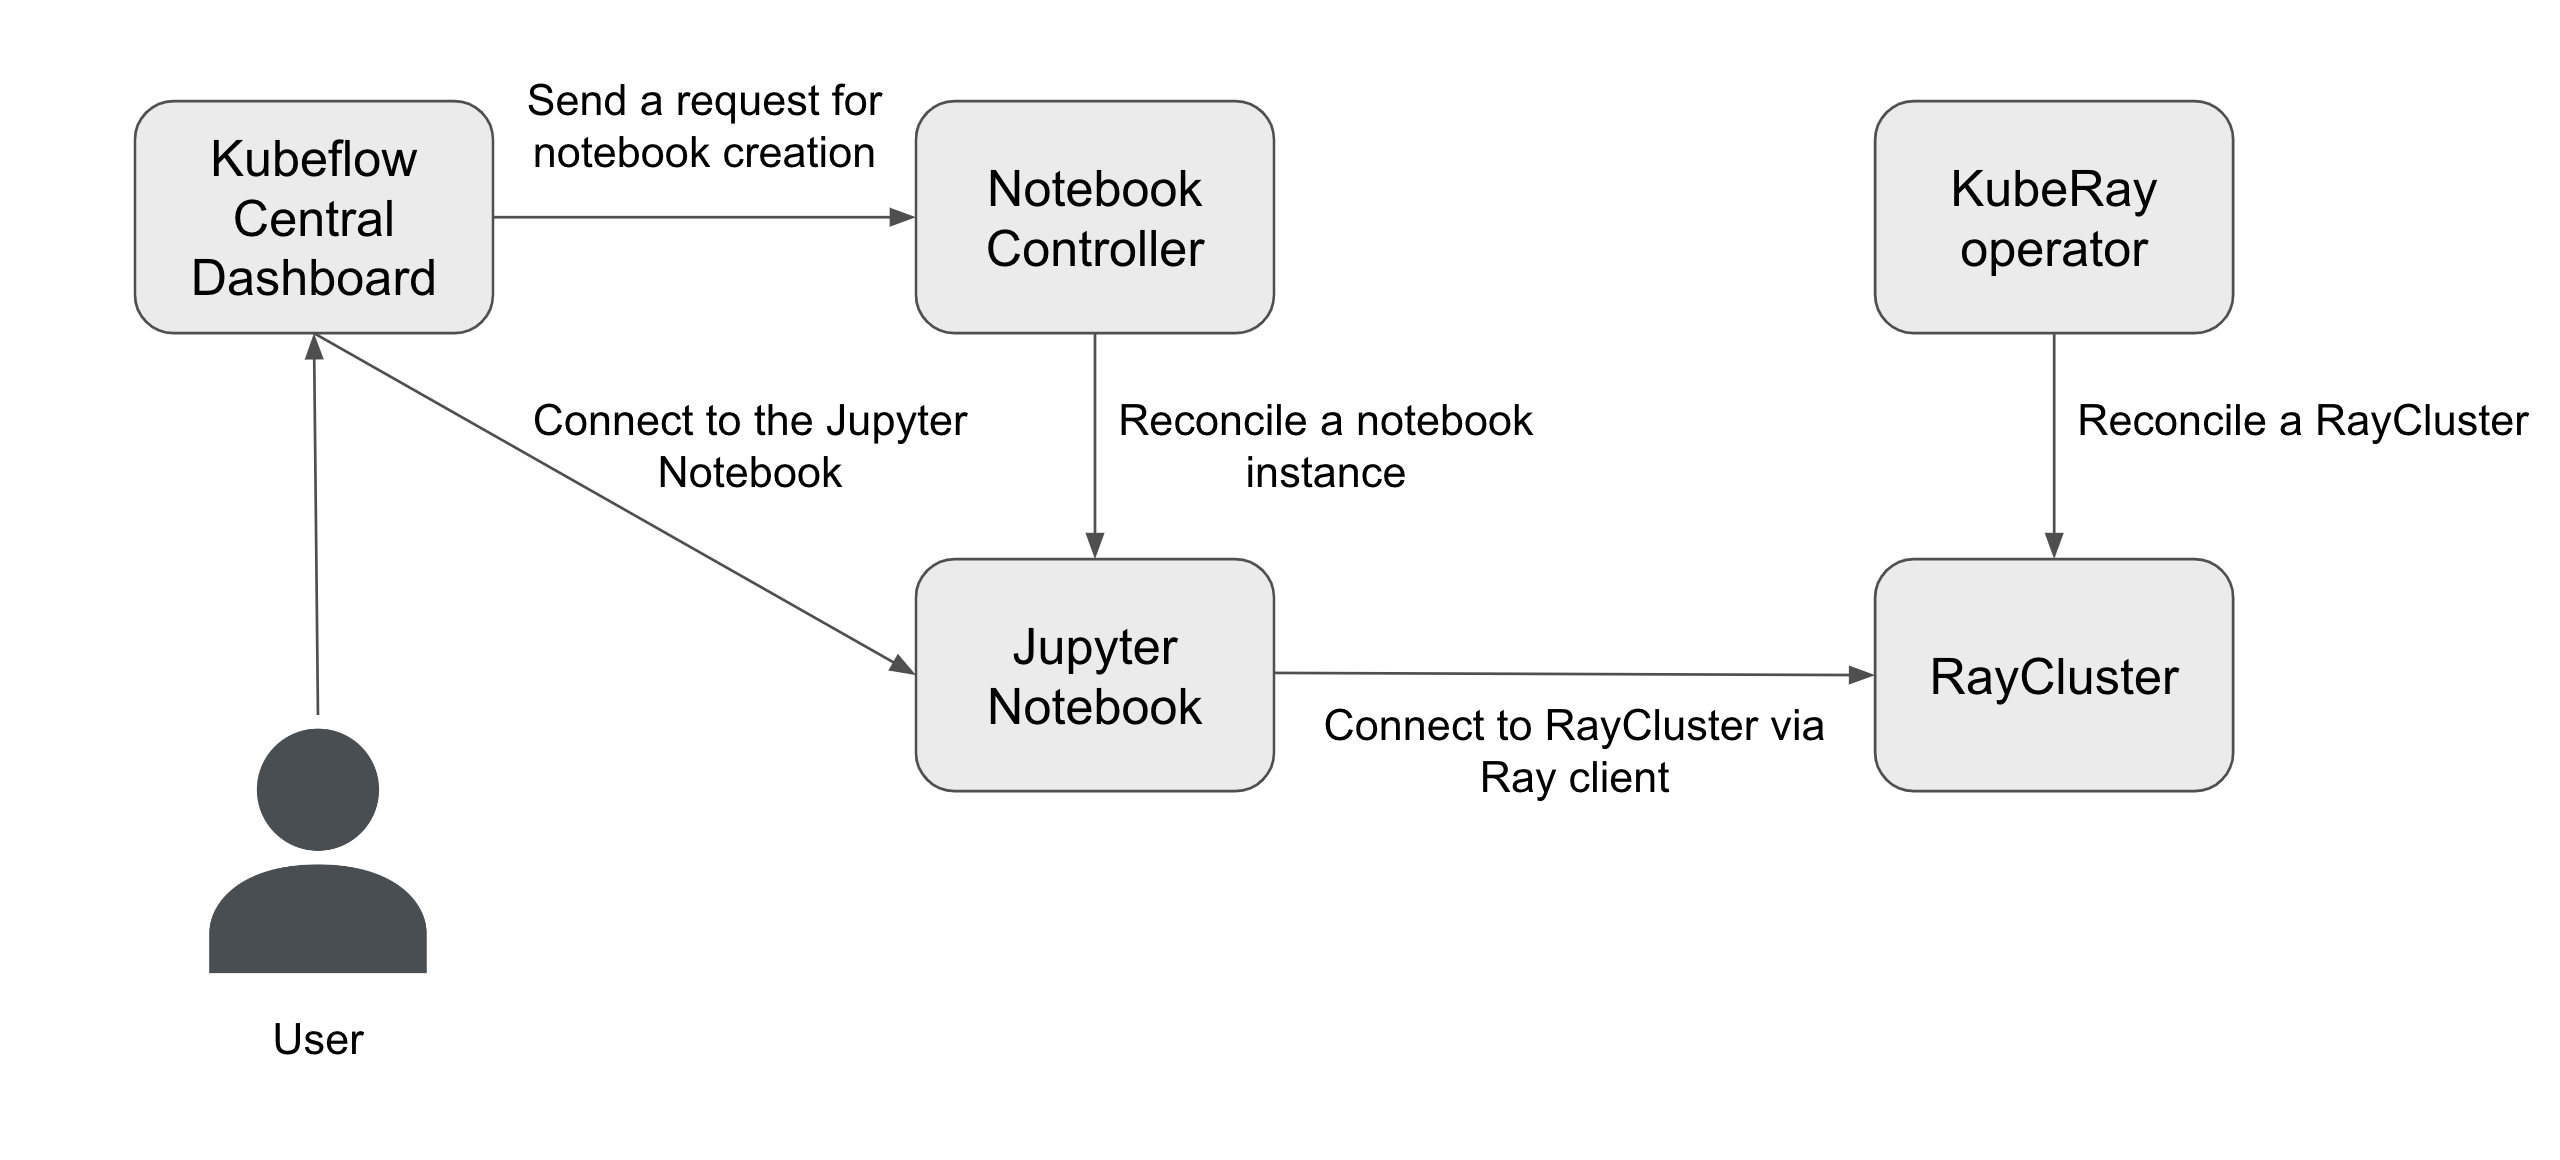 Kubeflow
Central
Dashboard
Send a request for
notebook creation
Notebook
Controller
KubeRay
operator
Connect to the Jupyter
Notebook
Reconcile a notebook
instance
Reconcile a RayCluster
Jupyter
Notebook
Connect to RayCluster via
Ray client
RayCluster
User